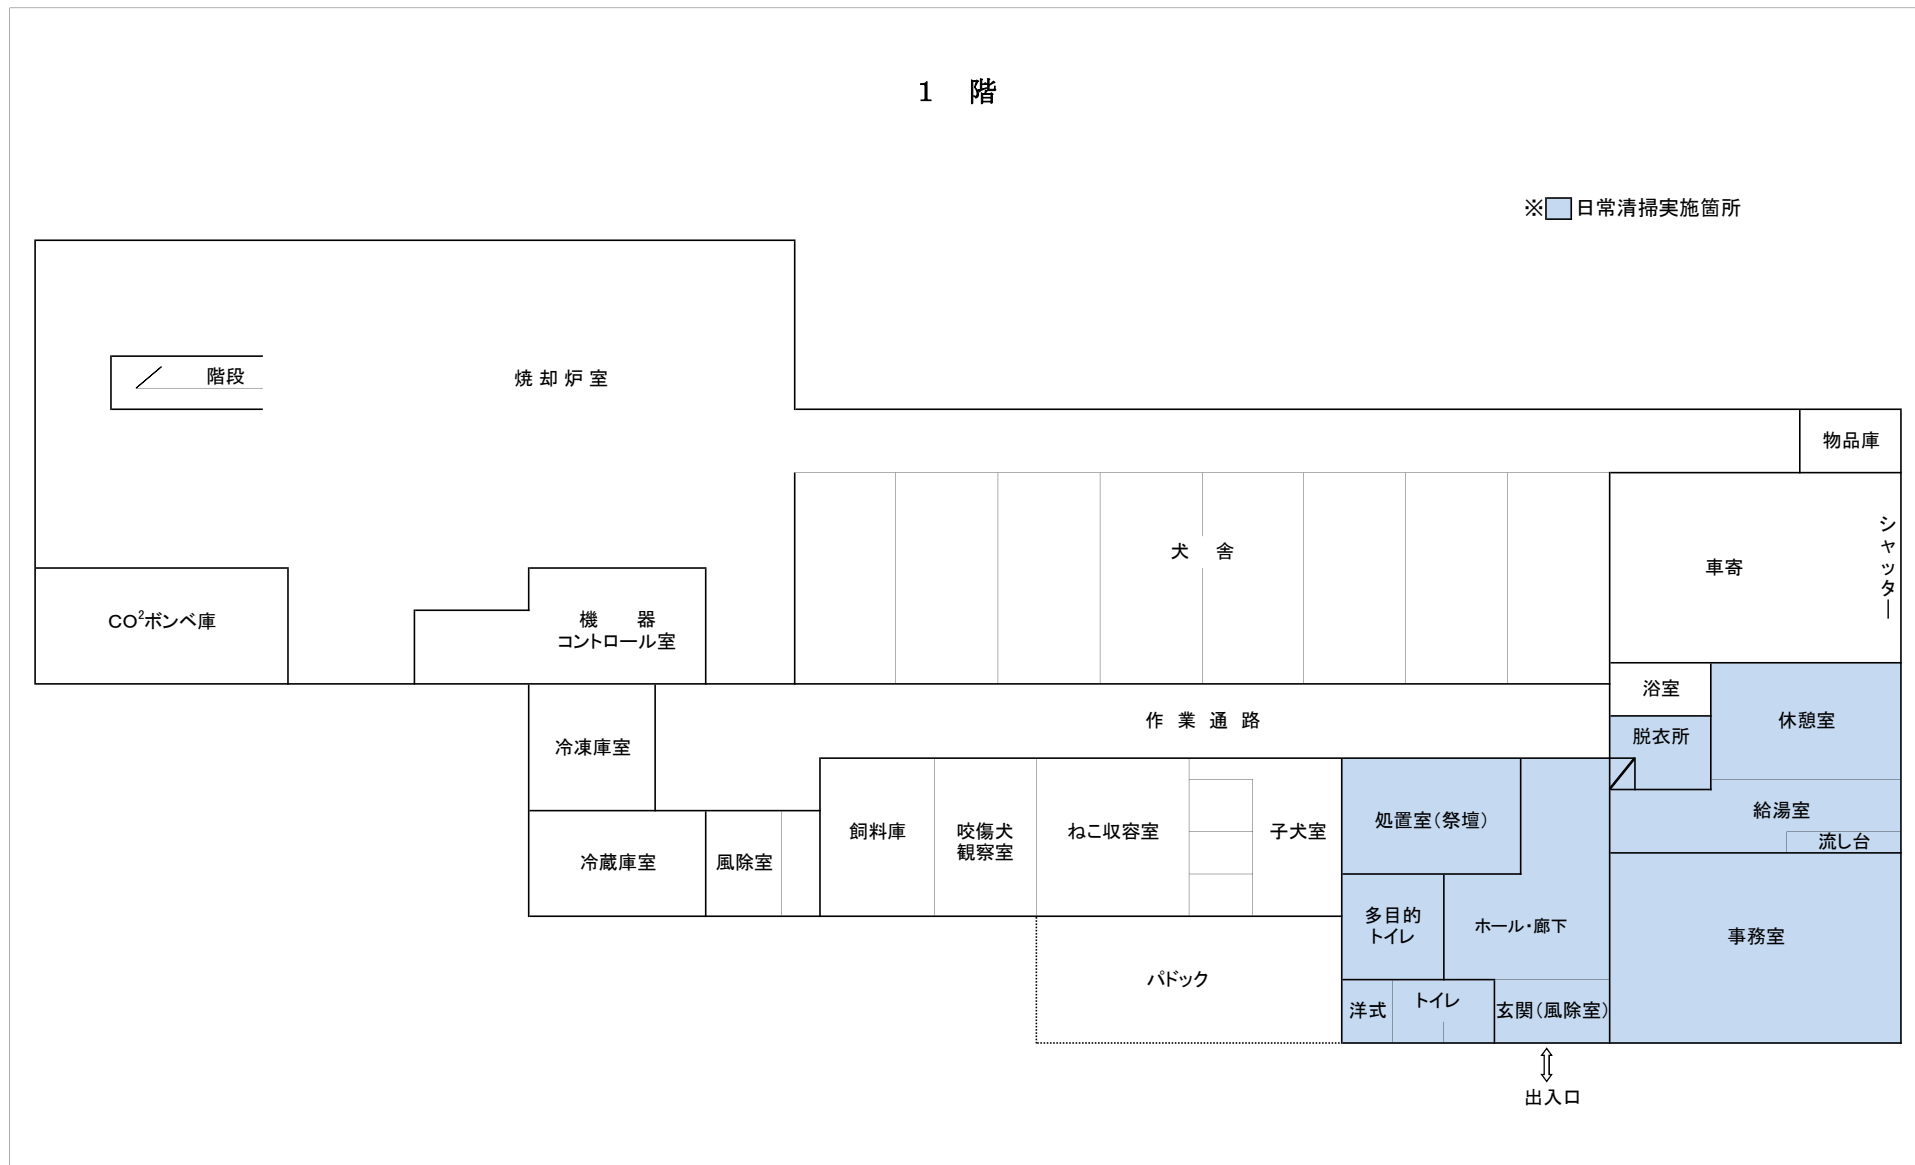 1 階
※ 日常清掃実施箇所
階段
焼 却 炉 室
物品庫
犬 舎
シャッター
車寄
CO²ボンベ庫
機 器
コントロール室
浴室
休憩室
作 業 通 路
脱衣所
冷凍庫室
給湯室
処置室(祭壇)
飼料庫
咬傷犬
観察室
ねこ収容室
子犬室
流し台
冷蔵庫室
風除室
多目的
トイレ
ホール・廊下
事務室
パドック
洋式
トイレ
玄関(風除室)
出入口